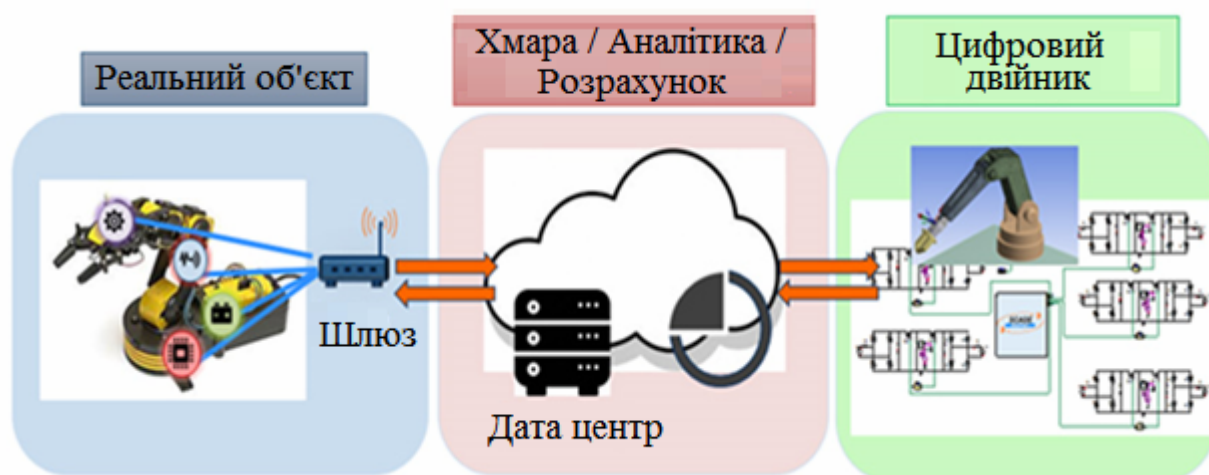 Реальний об'єкт
Хмара / Аналітика /
Розрахунок
Цифровий
двійник
Шлюз
Дата центр